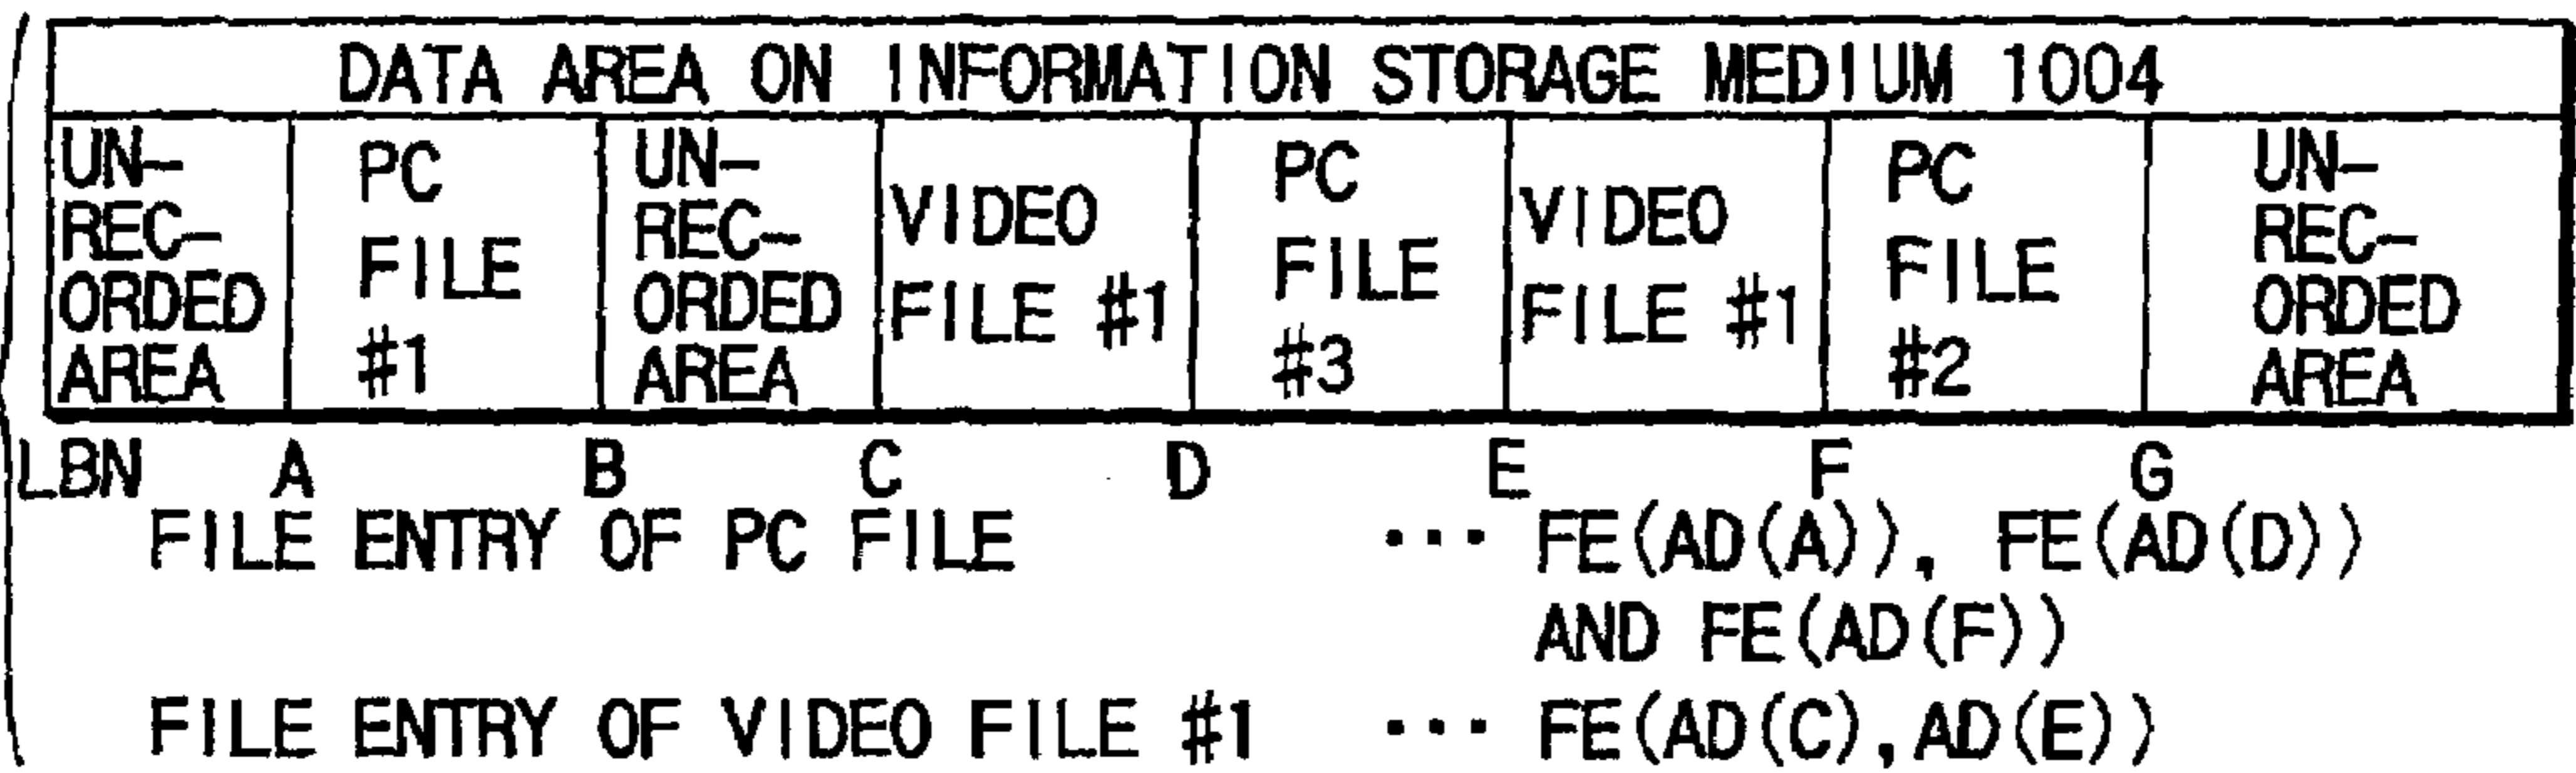 DATA AREA ON INFORMATION STORAGE MEDIUM 1004
UN-
REC-
ORDED
AREA
PC
FILE
#1
UN-
REC-
ORDED
AREA
VIDEO
FILE #1
PC
FILE
#3
VIDEO
FILE #1
PC
FILE
#2
UN-
REC-
ORDED
AREA
LBN A B C D E F G
FILE ENTRY OF PC FILE ··· FE(AD(A)), FE(AD(D))
AND FE(AD(F))
FILE ENTRY OF VIDEO FILE #1 ··· FE(AD(C),AD(E))